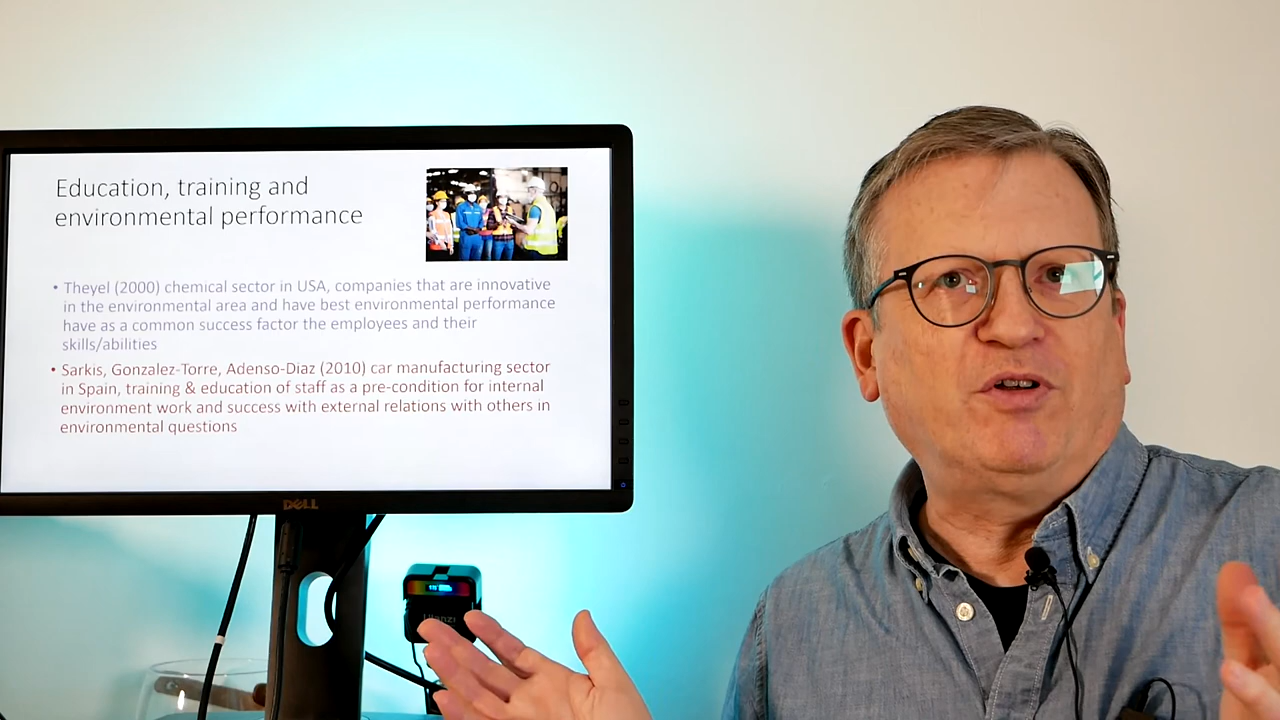 Education, training and
environmental performance
• Theyel (2000) chemical sector in USA, companies that are innovative
in the environmental area and have best environmental performance
have as a common success factor the employees and their
skills/abilities
• Sarkis, Gonzalez-Torre, Adenso-Diaz (2010) car manufacturing sector
in Spain, training & education of staff as a pre-condition for internal
environment work and success with external relations with others in
environmental questions
DELL
Ulanzi